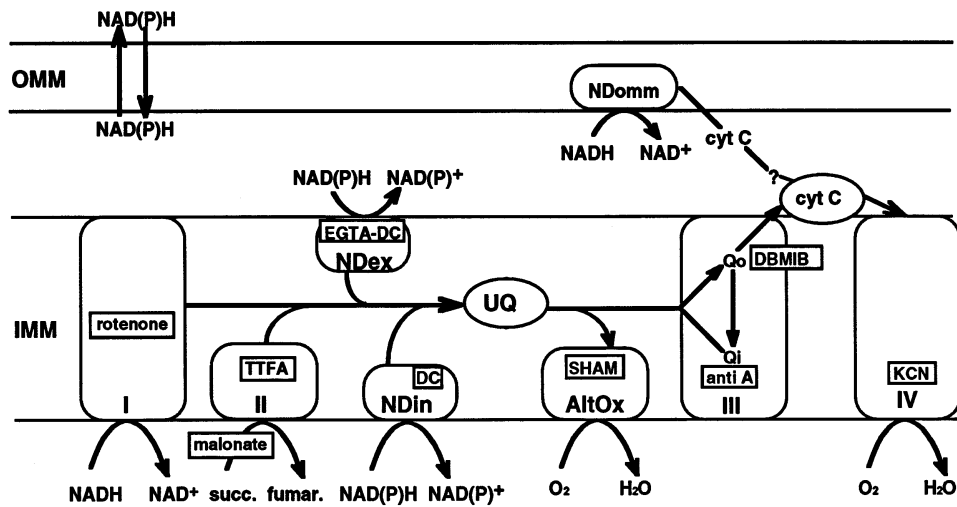 NAD(P)H
OMM
NDomm
NAD(P)H
cyt C
NADH NAD+
NAD(P)H NAD(P)+
?
cyt C
EGTA-DC
NDex
Qo DBMIB
UQ
IMM
rotenone
TTFA
DC
SHAM
Qi
anti A
KCN
I
II
NDin
AltOx
III
IV
malonate
NADH NAD+ succ. fumar. NAD(P)H NAD(P)+ O2 H2O O2 H2O